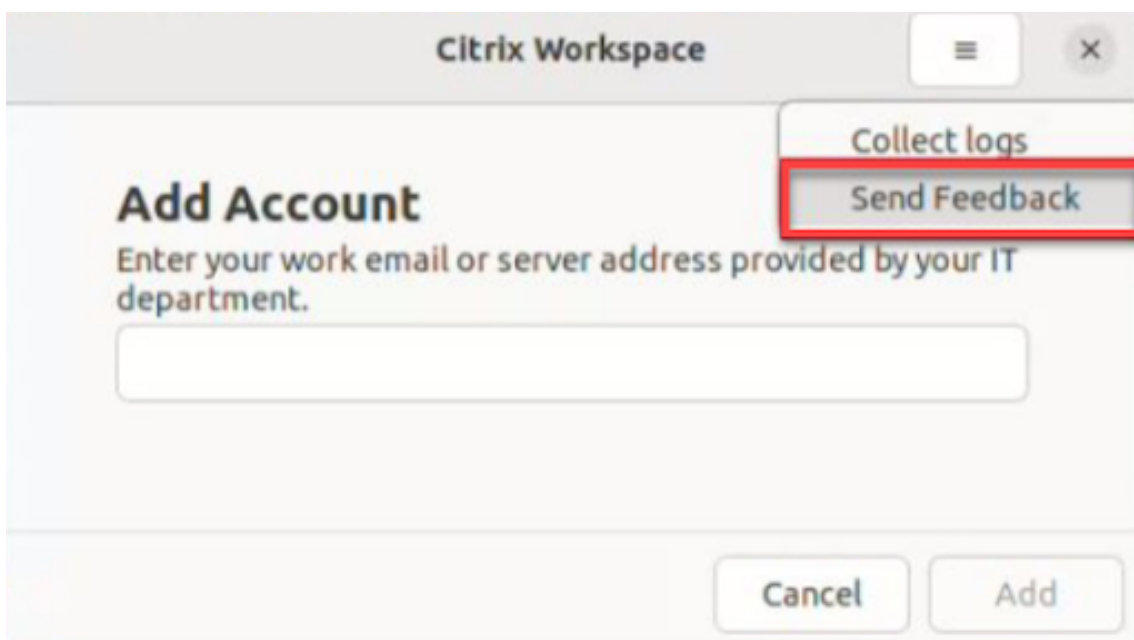 Citrix Workspace
Collect logs
Send Feedback
Add Account
Enter your work email or server address provided by your IT
department.
Cancel
Add